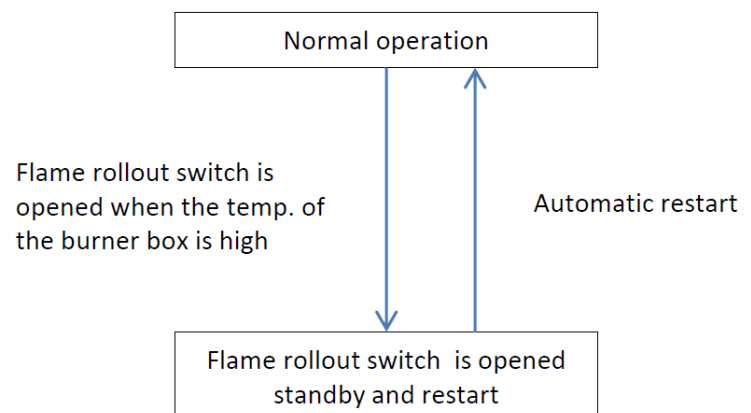 Normal operation
Flame rollout switch is
opened when the temp. of
the burner box is high
Automatic restart
Flame rollout switch  is opened
standby and restart